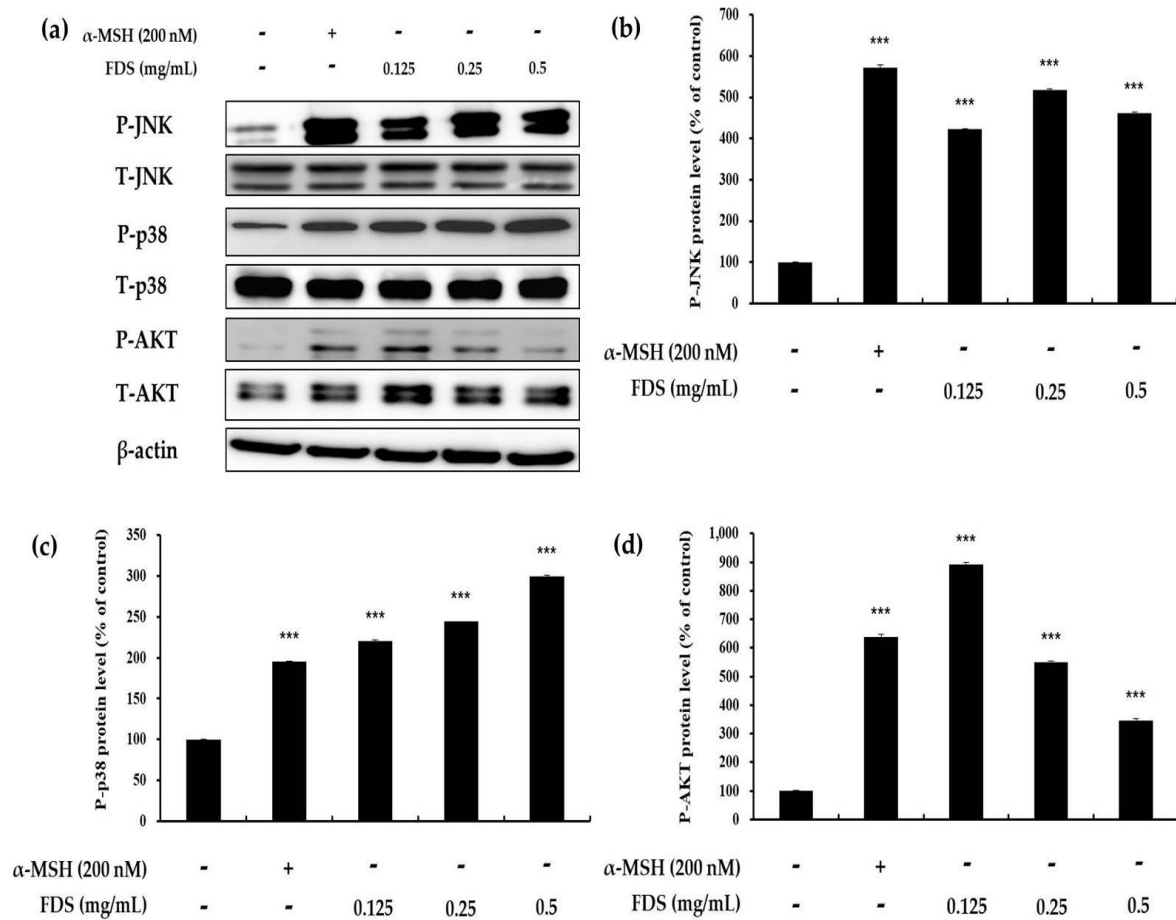 (a)
α-MSH (200 nM) - + - - -
FDS (mg/mL) - - 0.125 0.25 0.5
P-JNK
T-JNK
P-p38
T-p38
P-AKT
T-AKT
β-actin
(b)
P-JNK protein level (% of control)
700
600
500
400
300
200
100
0
*** *** *** ***
α-MSH (200 nM) - + - - -
FDS (mg/mL) - - 0.125 0.25 0.5
(c)
P-p38 protein level (% of control)
350
300
250
200
150
100
50
0
*** *** *** ***
α-MSH (200 nM) - + - - -
FDS (mg/mL) - - 0.125 0.25 0.5
(d)
P-AKT protein level (% of control)
1,000
900
800
700
600
500
400
300
200
100
0
*** *** *** ***
α-MSH (200 nM) - + - - -
FDS (mg/mL) - - 0.125 0.25 0.5